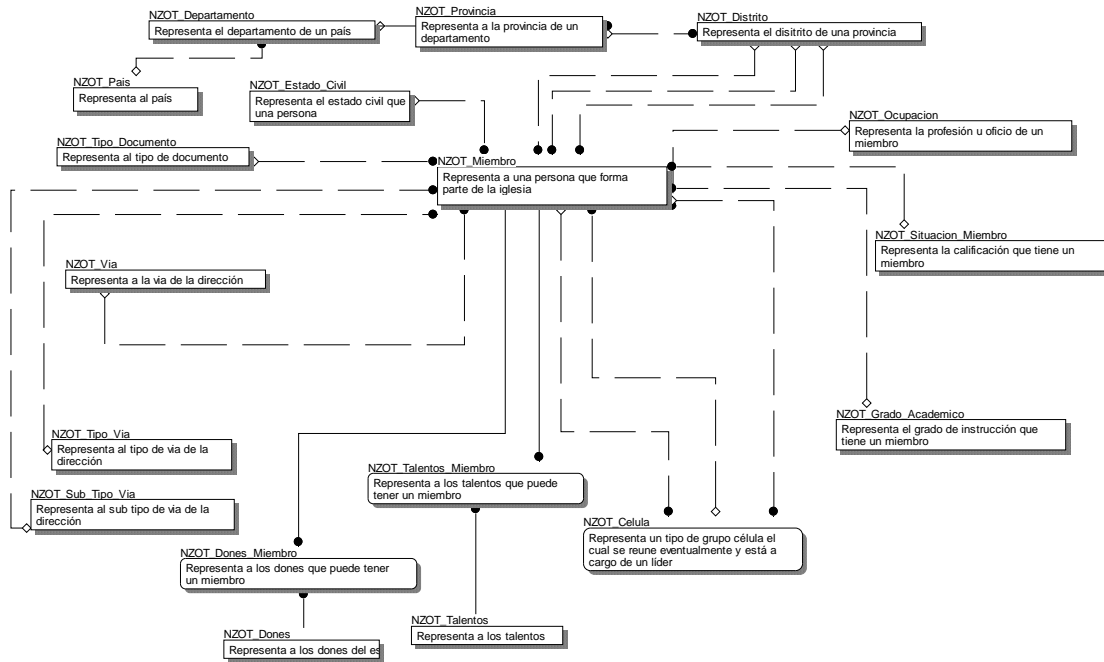 NZOT_Departamento
Representa el departamento de un país
NZOT_Provincia
Representa a la provincia de un
departamento
NZOT_Distrito
Representa el disitrito de una provincia
NZOT_Pais
Representa al país
NZOT_Estado_Civil
Representa el estado civil que
una persona
NZOT_Ocupacion
Representa la profesión u oficio de un
miembro
NZOT_Tipo_Documento
Representa al tipo de documento
NZOT_Miembro
Representa a una persona que forma
parte de la iglesia
NZOT_Situacion_Miembro
Representa la calificación que tiene un
miembro
NZOT_Via
Representa a la via de la dirección
NZOT_Grado_Academico
Representa el grado de instrucción que
tiene un miembro
NZOT_Tipo_Via
Representa al tipo de via de la
dirección
NZOT_Talentos_Miembro
Representa a los talentos que puede
tener un miembro
NZOT_Sub_Tipo_Via
Representa al sub tipo de via de la
dirección
NZOT_Celula
Representa un tipo de grupo célula el
cual se reune eventualmente y está a
cargo de un líder
NZOT_Dones_Miembro
Representa a los dones que puede tener
un miembro
NZOT_Talentos
Representa a los talentos
NZOT_Dones
Representa a los dones del es